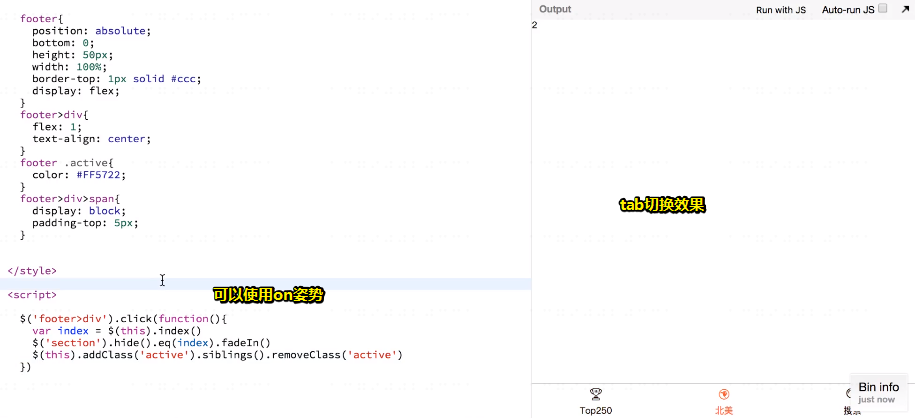 footer{
position: absolute;
bottom: 0;
height: 50px;
width: 100%;
border-top: 1px solid #ccc;
display: flex;
}
footer>div{
flex: 1;
text-align: center;
}
footer .active{
color: #FF5722;
}
footer>div>span{
display: block;
padding-top: 5px;
}
</style>
<script>
可以使用on姿势
$('footer>div').click(function(){
var index = $(this).index()
$('section').hide().eq(index).fadeIn()
$(this).addClass('active').siblings().removeClass('active')
})
Output
Run with JS
Auto-run JS
2
tab切换效果
Top250
北美
Bin info
just now